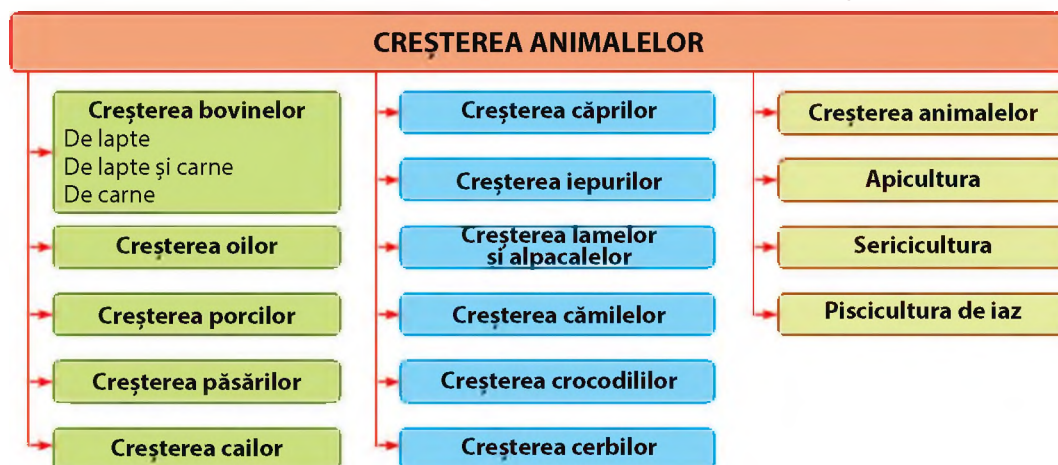 CREȘTEREA ANIMALELOR
Creșterea bovinelor
De lapte
De lapte și carne
De carne
Creșterea oilor
Creșterea porcilor
Creșterea păsărilor
Creșterea cailor
Creșterea căprilor
Creșterea iepurilor
Creșterea lamelor
și alpacalelor
Creșterea cămilelor
Creșterea crocodililor
Creșterea cerbilor
Creșterea animalelor
Apicultura
Sericicultura
Piscicultura de iaz